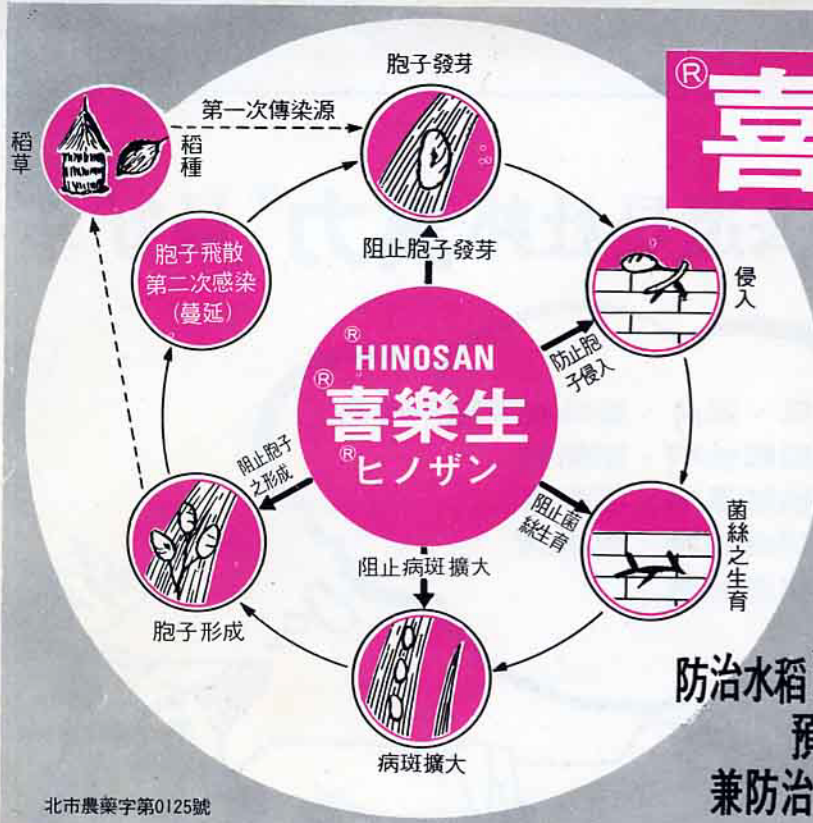 胞子發芽
第一次傳染源
稻草
稻種
®喜
阻止胞子發芽
胞子飛散
第二次感染
(蔓延)
侵入
防止胞
子侵入
®HINOSAN
®喜樂生
®ヒノザン
阻止胞子
之形成
阻止菌
絲生育
菌絲之生育
阻止病斑擴大
胞子形成
病斑擴大
防治水稻
預
兼防治
北市農藥字第0125號